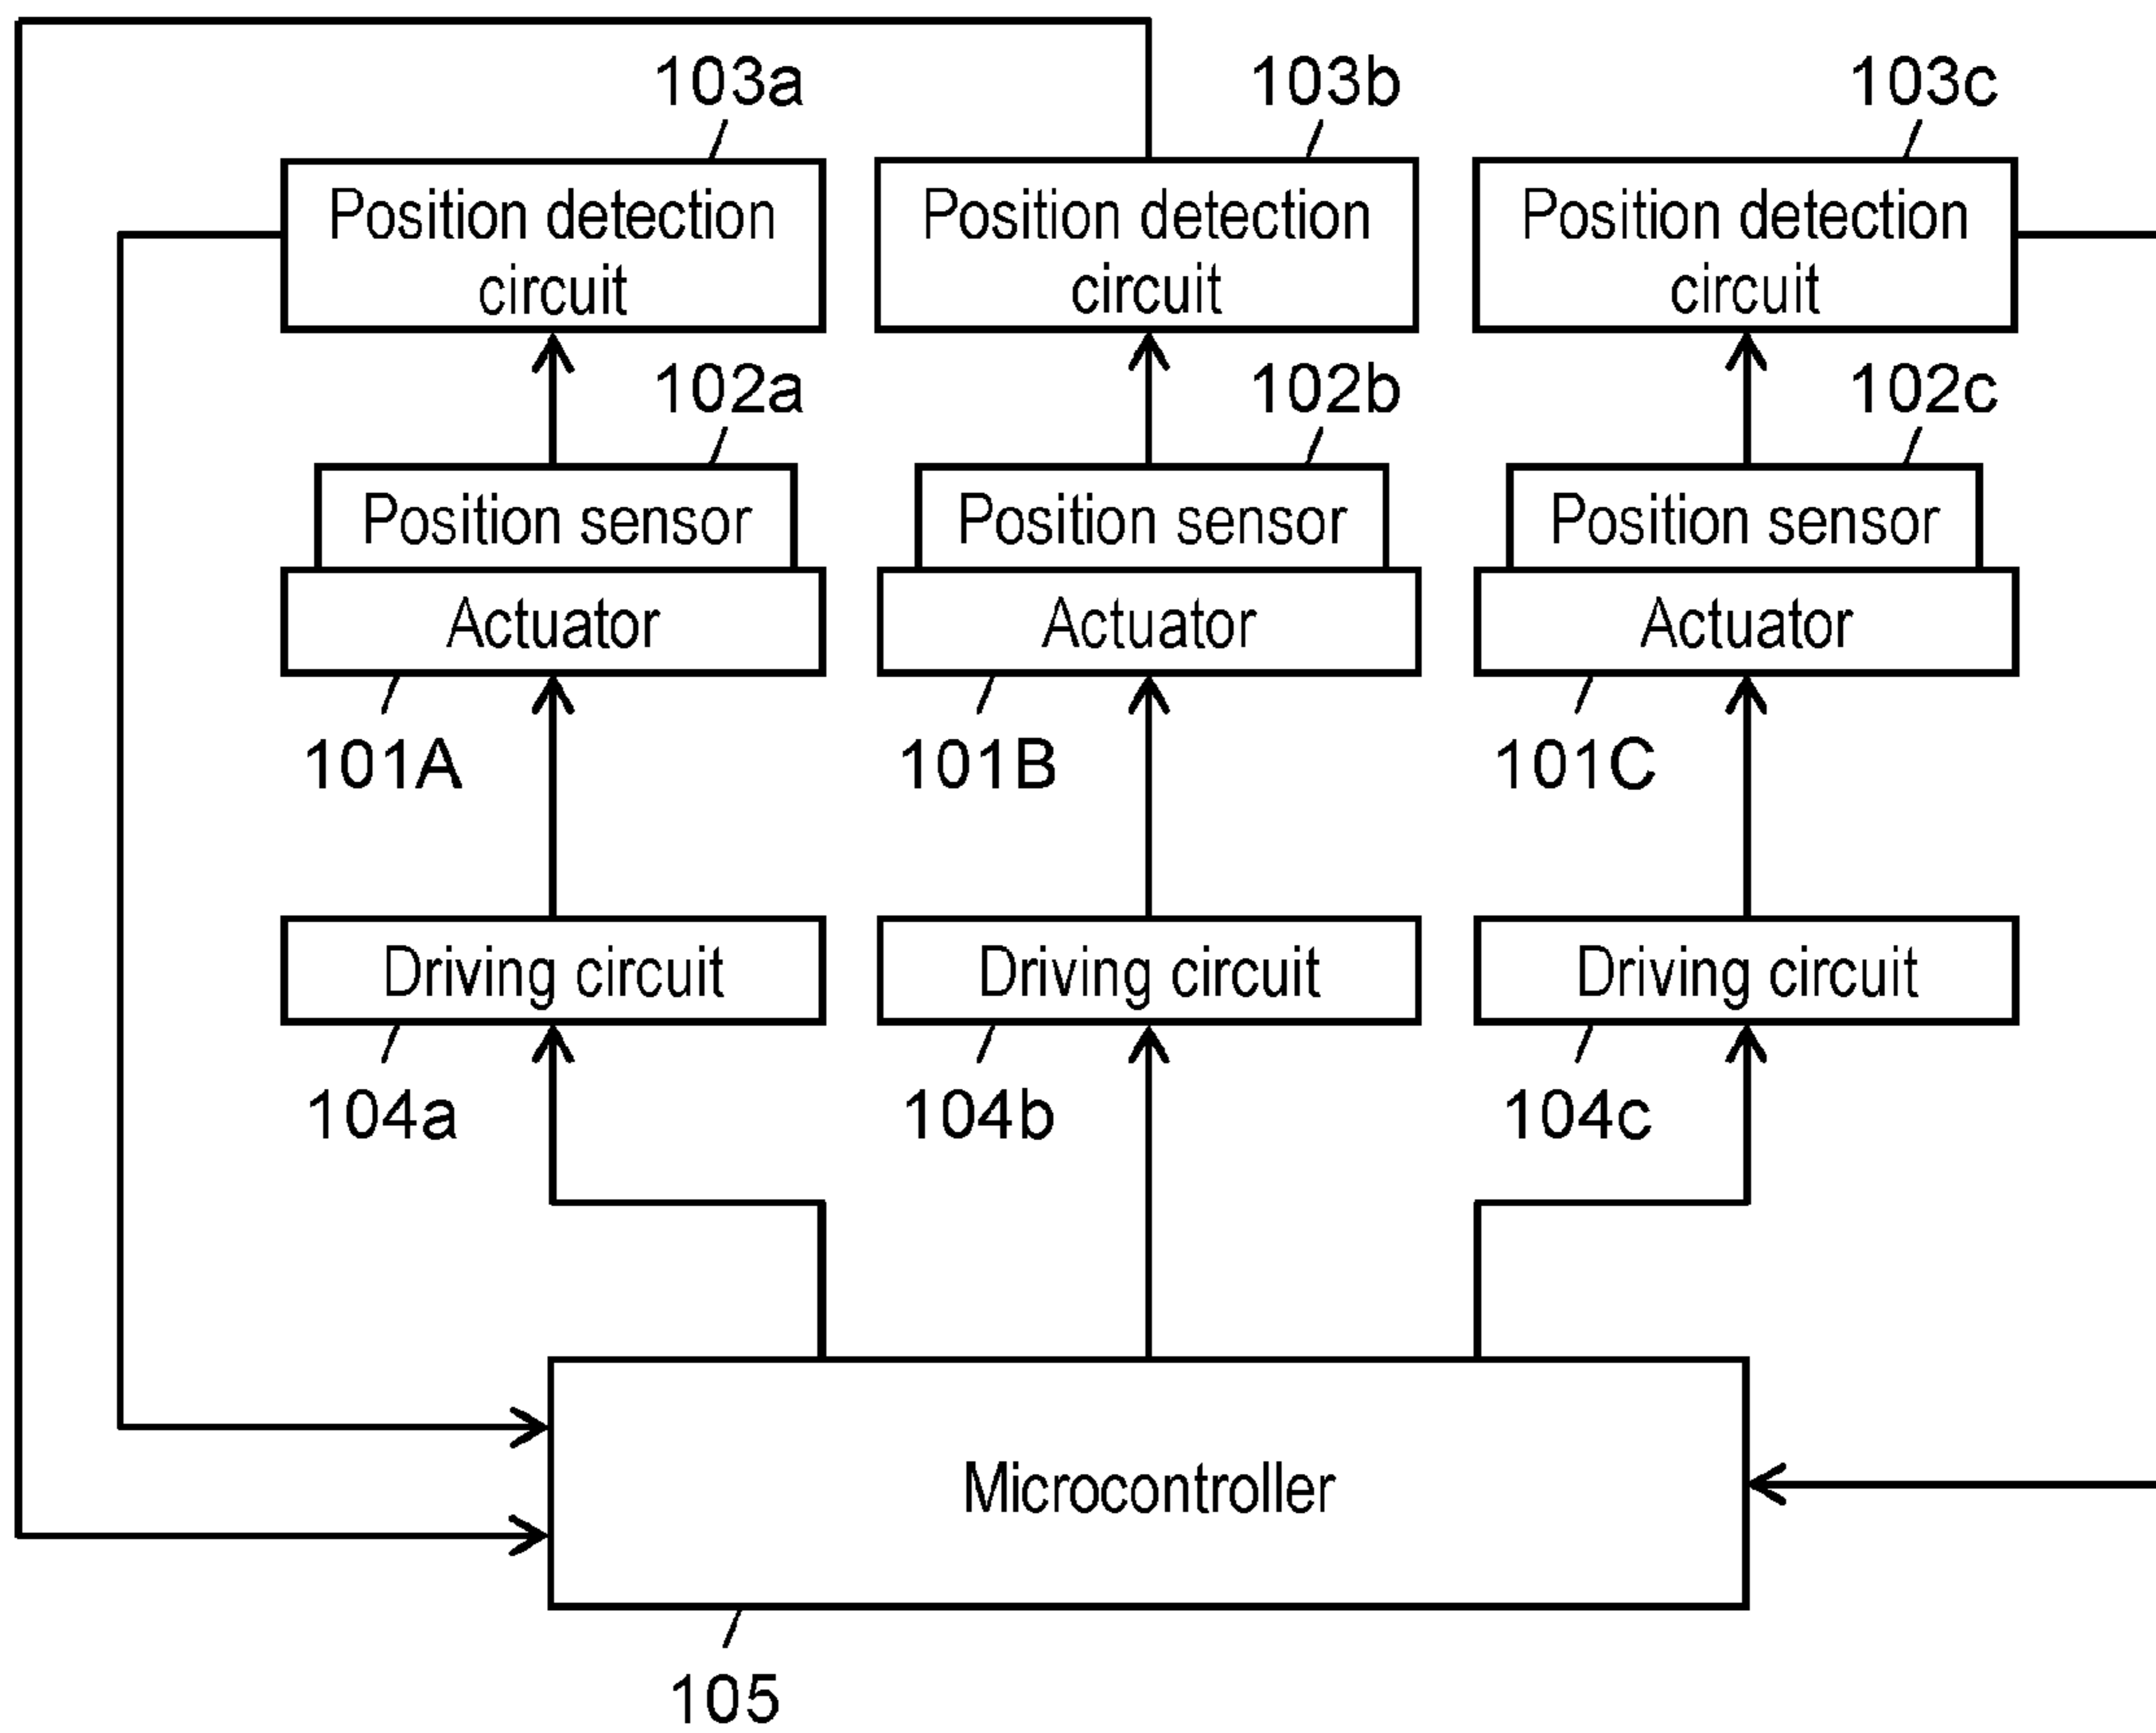 103a
103b
103c
Position detection
circuit
Position detection
circuit
Position detection
circuit
102a
102b
102c
Position sensor
Position sensor
Position sensor
Actuator
Actuator
Actuator
101A
101B
101C
Driving circuit
Driving circuit
Driving circuit
104a
104b
104c
Microcontroller
105